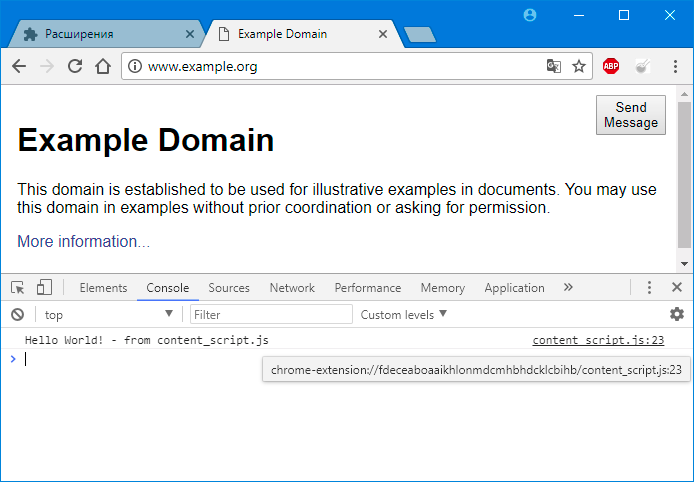 Расширения
Example Domain
www.example.org
ABP
Send
Message
Example Domain
This domain is established to be used for illustrative examples in documents. You may use
this domain in examples without prior coordination or asking for permission.
More information...
Elements Console Sources Network Performance Memory Application »
top Filter Custom levels
Hello World! - from content_script.js content_script.js:23
chrome-extension://fdeceaboaaikhlonmdcmhbhdcklcbihb/content_script.js:23